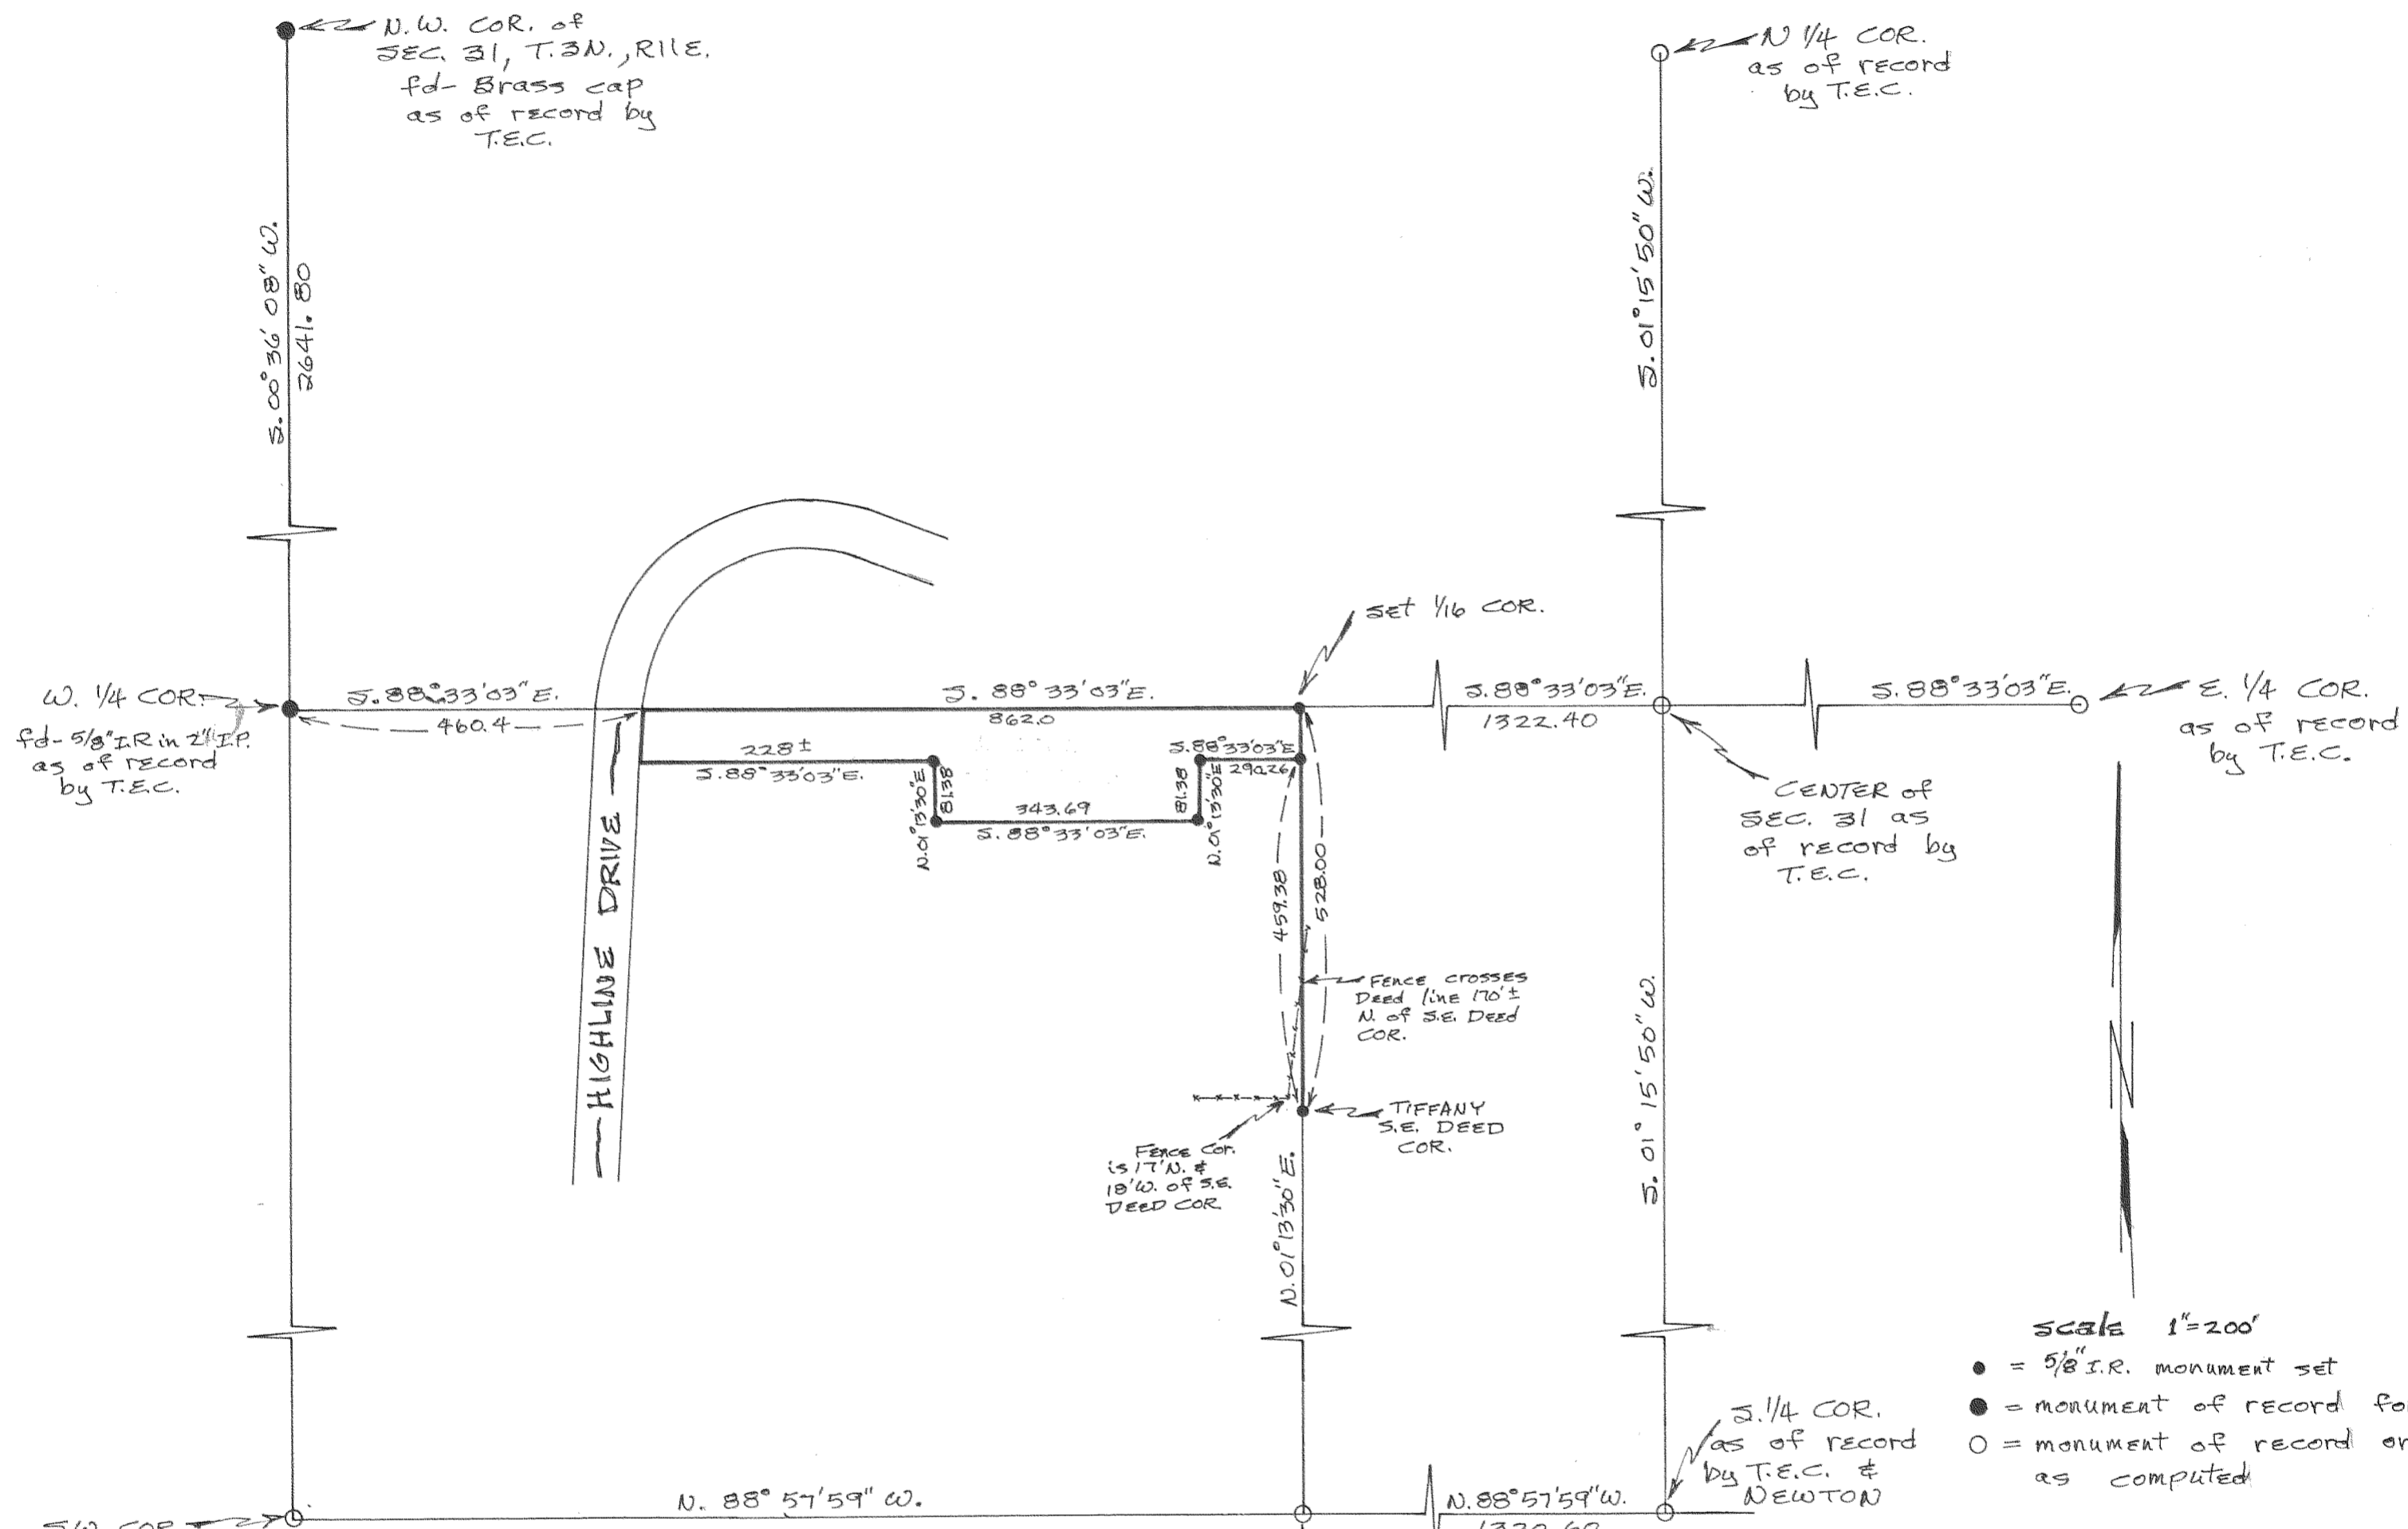 N.W. COR. of
SEC. 31, T.3N., R11E.
fd- Brass cap
as of record by
T.E.C.
N 1/4 COR.
as of record
by T.E.C.
S. 00° 36' 08" W.
2641.80
S. 01° 15' 50" W.
Set 1/16 COR.
W. 1/4 COR.
fd- 5/8" I.R in 2" I.P.
as of record
by T.E.C.
S. 88° 33' 03" E.
460.4
S. 88° 33' 03" E.
862.0
S. 88° 33' 03" E.
1322.40
S. 88° 33' 03" E.
E. 1/4 COR.
as of record
by T.E.C.
228±
S. 88° 33' 03" E.
N. 01° 13' 30" E
81.38
343.69
S. 88° 33' 03" E.
81.38
N. 01° 13' 30" E
S. 88° 33' 03" E
290.26
459.38
528.00
CENTER of
SEC. 31 as
of record by
T.E.C.
HIGHLINE DRIVE
FENCE CROSSES
DEED line 170'±
N. of S.E. DEED
COR.
TIFFANY
S.E. DEED
COR.
FENCE Cor.
is 17' N. &
18' W. of S.E.
DEED COR
N. 01° 13' 30" E.
S. 01° 15' 50" W.
N
scale 1"=200'
• = 5/8" I.R. monument set
● = monument of record
○ = monument of record or
as computed
S. 1/4 COR.
as of record
by T.E.C. &
NEWTON
S.W. COR
N. 88° 57' 59" W.
N. 88° 57' 59" W.